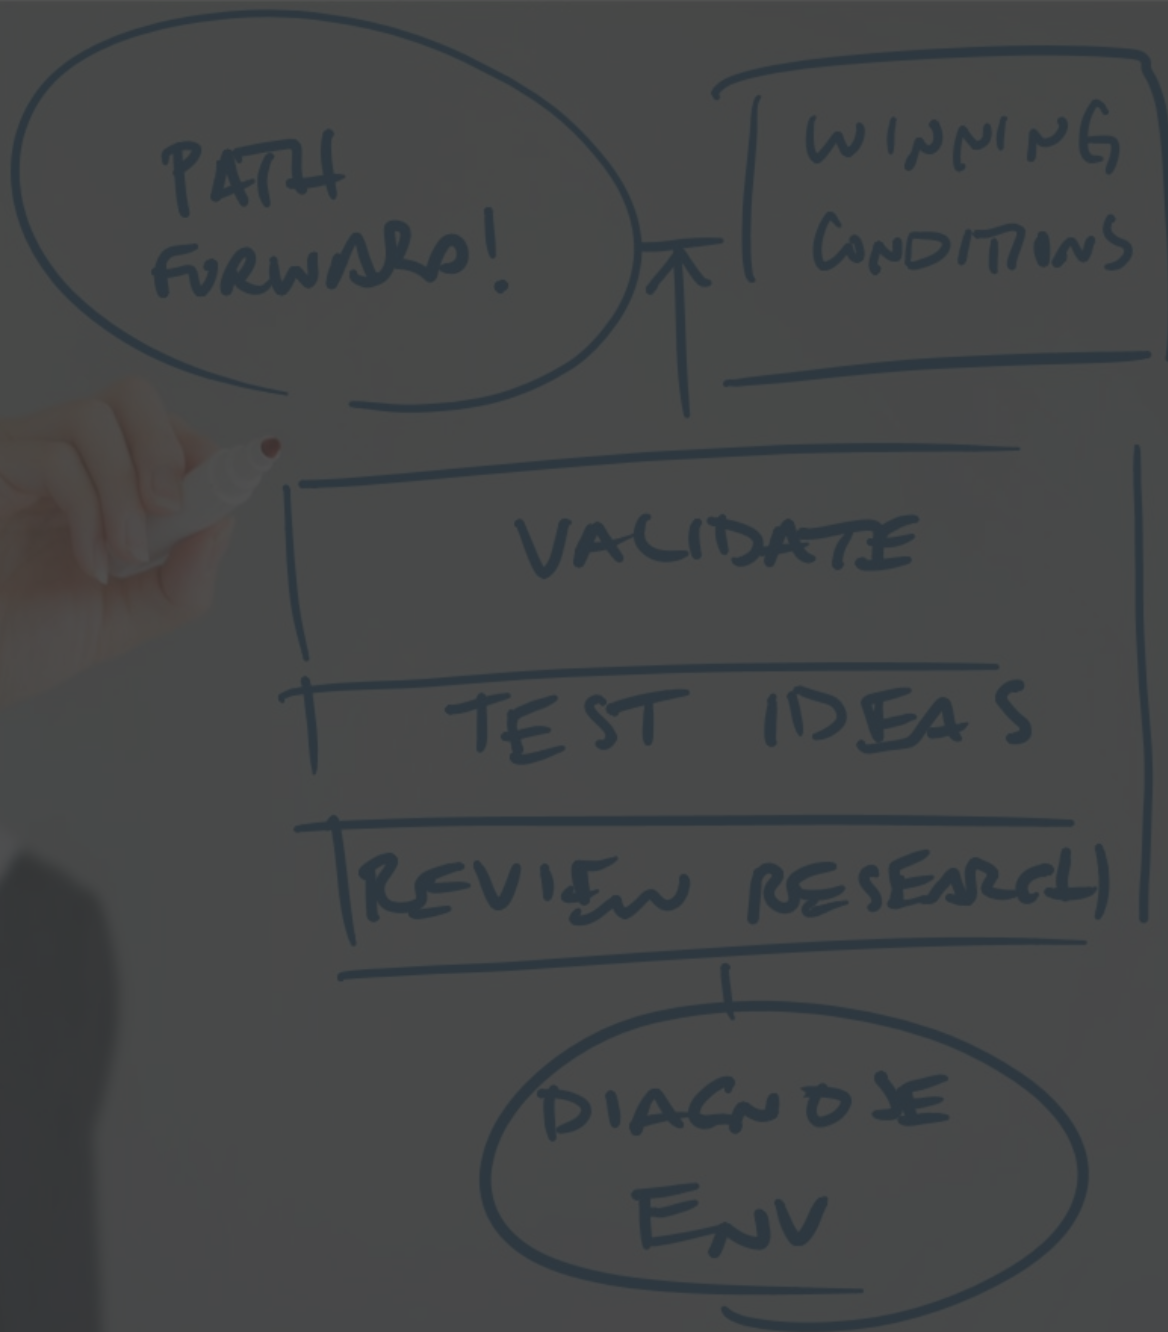 PATH
FORWARD!
WINNING
CONDITIONS
VALIDATE
TEST IDEAS
REVIEW RESEARCH
DIAGNOSE
ENV